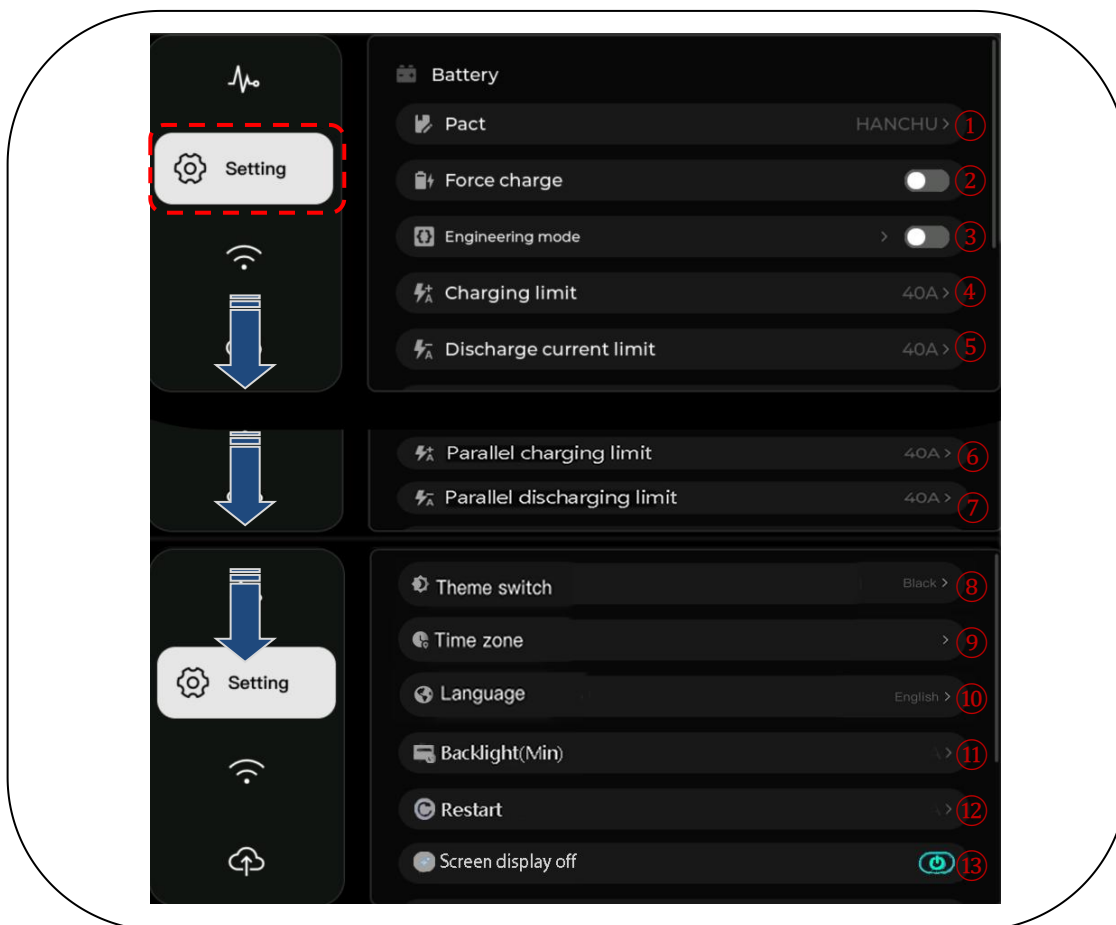 Battery
Pact HANCHU > ①
Setting
Force charge ②
Engineering mode > ③
Charging limit 40A > ④
Discharge current limit 40A > ⑤
Parallel charging limit 40A > ⑥
Parallel discharging limit 40A > ⑦
Theme switch Black > ⑧
Time zone > ⑨
Setting
Language English > ⑩
Backlight(Min) > ⑪
Restart > ⑫
Screen display off ⑬